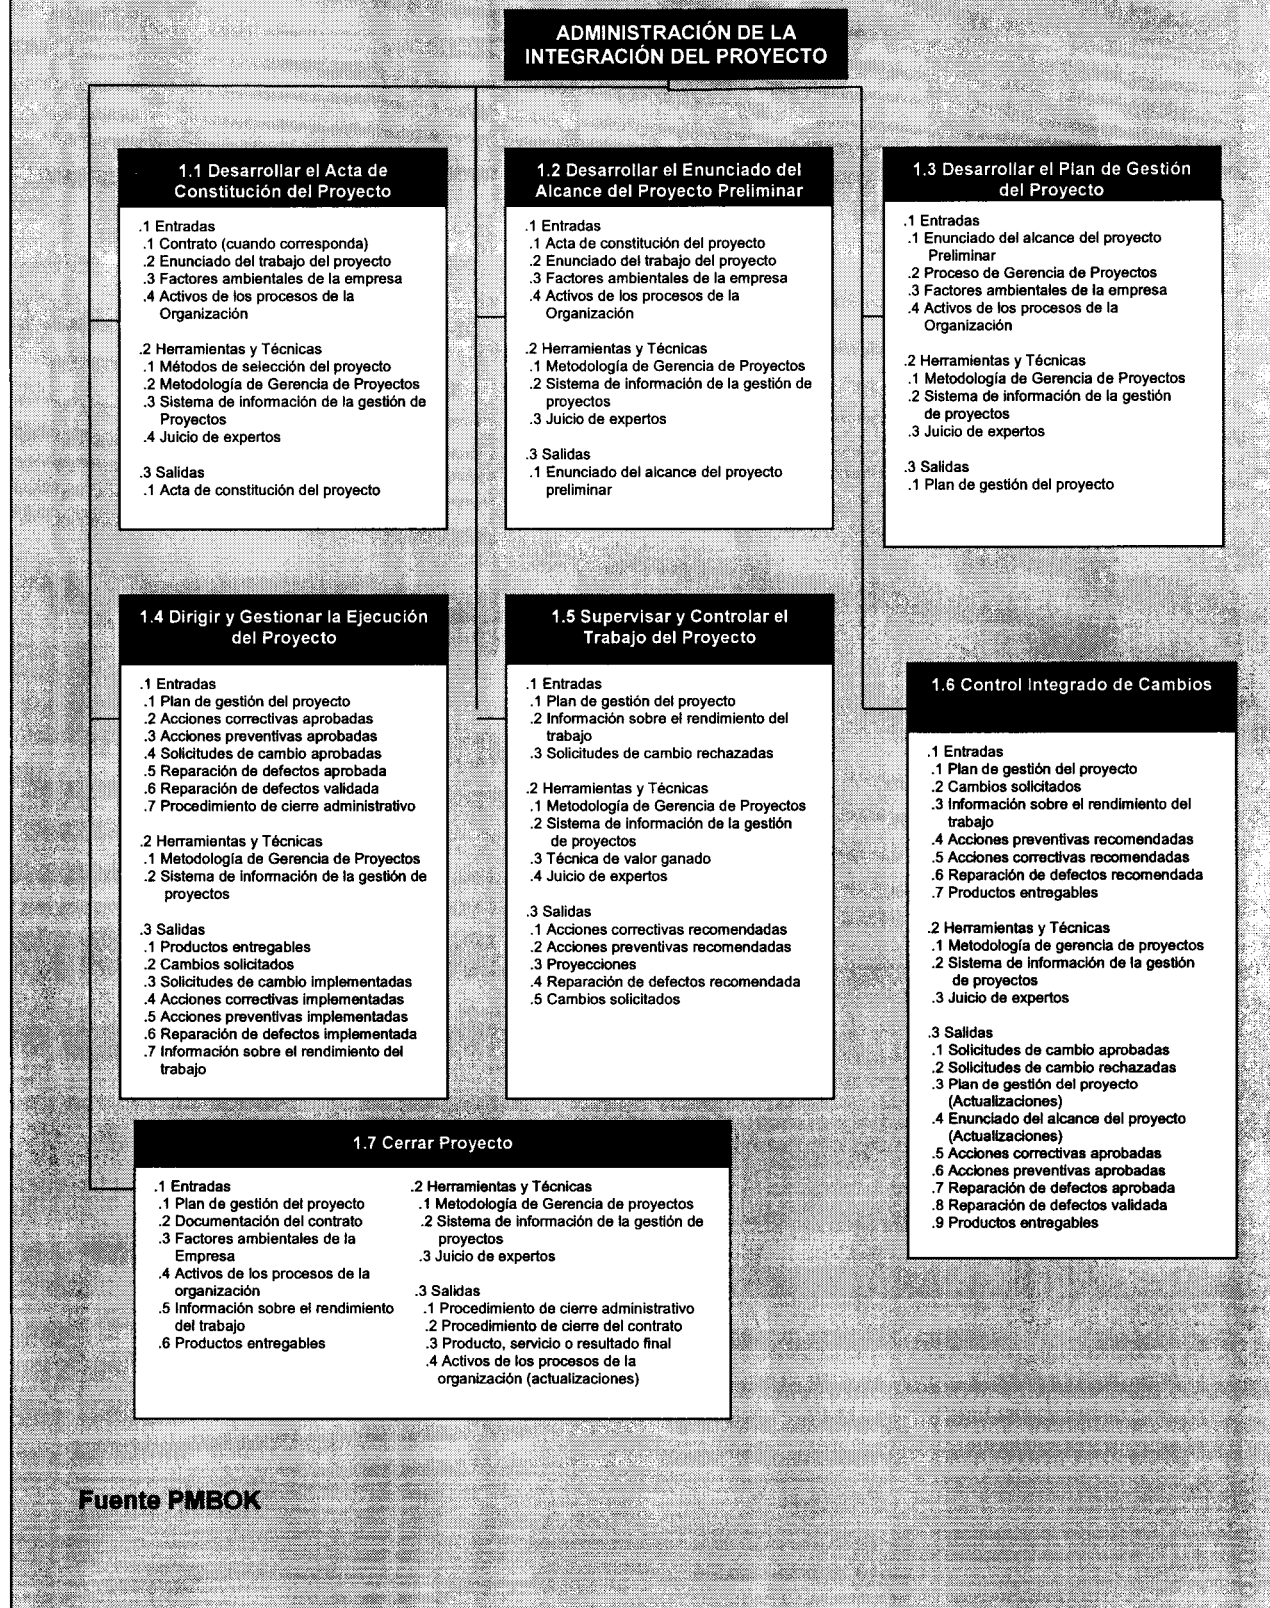 ADMINISTRACIÓN DE LA
INTEGRACIÓN DEL PROYECTO
1.1 Desarrollar el Acta de
Constitución del Proyecto
.1 Entradas
.1 Contrato (cuando corresponda)
.2 Enunciado del trabajo del proyecto
.3 Factores ambientales de la empresa
.4 Activos de los procesos de la
Organización
.2 Herramientas y Técnicas
.1 Métodos de selección del proyecto
.2 Metodología de Gerencia de Proyectos
.3 Sistema de información de la gestión de
Proyectos
.4 Juicio de expertos
.3 Salidas
.1 Acta de constitución del proyecto
1.2 Desarrollar el Enunciado del
Alcance del Proyecto Preliminar
.1 Entradas
.1 Acta de constitución del proyecto
.2 Enunciado del trabajo del proyecto
.3 Factores ambientales de la empresa
.4 Activos de los procesos de la
Organización
.2 Herramientas y Técnicas
.1 Metodología de Gerencia de Proyectos
.2 Sistema de información de la gestión de
proyectos
.3 Juicio de expertos
.3 Salidas
.1 Enunciado del alcance del proyecto
preliminar
1.3 Desarrollar el Plan de Gestión
del Proyecto
.1 Entradas
.1 Enunciado del alcance del proyecto
Preliminar
.2 Proceso de Gerencia de Proyectos
.3 Factores ambientales de la empresa
.4 Activos de los procesos de la
Organización
.2 Herramientas y Técnicas
.1 Metodología de Gerencia de Proyectos
.2 Sistema de información de la gestión
de proyectos
.3 Juicio de expertos
.3 Salidas
.1 Plan de gestión del proyecto
1.4 Dirigir y Gestionar la Ejecución
del Proyecto
.1 Entradas
.1 Plan de gestión del proyecto
.2 Acciones correctivas aprobadas
.3 Acciones preventivas aprobadas
.4 Solicitudes de cambio aprobadas
.5 Reparación de defectos aprobada
.6 Reparación de defectos validada
.7 Procedimiento de cierre administrativo
.2 Herramientas y Técnicas
.1 Metodología de Gerencia de Proyectos
.2 Sistema de información de la gestión de
proyectos
.3 Salidas
.1 Productos entregables
.2 Cambios solicitados
.3 Solicitudes de cambio implementadas
.4 Acciones correctivas implementadas
.5 Acciones preventivas implementadas
.6 Reparación de defectos implementada
.7 Información sobre el rendimiento del
trabajo
1.5 Supervisar y Controlar el
Trabajo del Proyecto
.1 Entradas
.1 Plan de gestión del proyecto
.2 Información sobre el rendimiento del
trabajo
.3 Solicitudes de cambio rechazadas
.2 Herramientas y Técnicas
.1 Metodología de Gerencia de Proyectos
.2 Sistema de información de la gestión
de proyectos
.3 Técnica de valor ganado
.4 Juicio de expertos
.3 Salidas
.1 Acciones correctivas recomendadas
.2 Acciones preventivas recomendadas
.3 Proyecciones
.4 Reparación de defectos recomendada
.5 Cambios solicitados
1.6 Control Integrado de Cambios
.1 Entradas
.1 Plan de gestión del proyecto
.2 Cambios solicitados
.3 Información sobre el rendimiento del
trabajo
.4 Acciones preventivas recomendadas
.5 Acciones correctivas recomendadas
.6 Reparación de defectos recomendada
.7 Productos entregables
.2 Herramientas y Técnicas
.1 Metodología de gerencia de proyectos
.2 Sistema de información de la gestión
de proyectos
.3 Juicio de expertos
.3 Salidas
.1 Solicitudes de cambio aprobadas
.2 Solicitudes de cambio rechazadas
.3 Plan de gestión del proyecto
(Actualizaciones)
.4 Enunciado del alcance del proyecto
(Actualizaciones)
.5 Acciones correctivas aprobadas
.6 Acciones preventivas aprobadas
.7 Reparación de defectos aprobada
.8 Reparación de defectos validada
.9 Productos entregables
1.7 Cerrar Proyecto
.1 Entradas
.1 Plan de gestión del proyecto
.2 Documentación del contrato
.3 Factores ambientales de la
Empresa
.4 Activos de los procesos de la
organización
.5 Información sobre el rendimiento
del trabajo
.6 Productos entregables
.2 Herramientas y Técnicas
.1 Metodología de Gerencia de proyectos
.2 Sistema de información de la gestión de
proyectos
.3 Juicio de expertos
.3 Salidas
.1 Procedimiento de cierre administrativo
.2 Procedimiento de cierre del contrato
.3 Producto, servicio o resultado final
.4 Activos de los procesos de la
organización (actualizaciones)
Fuente PMBOK